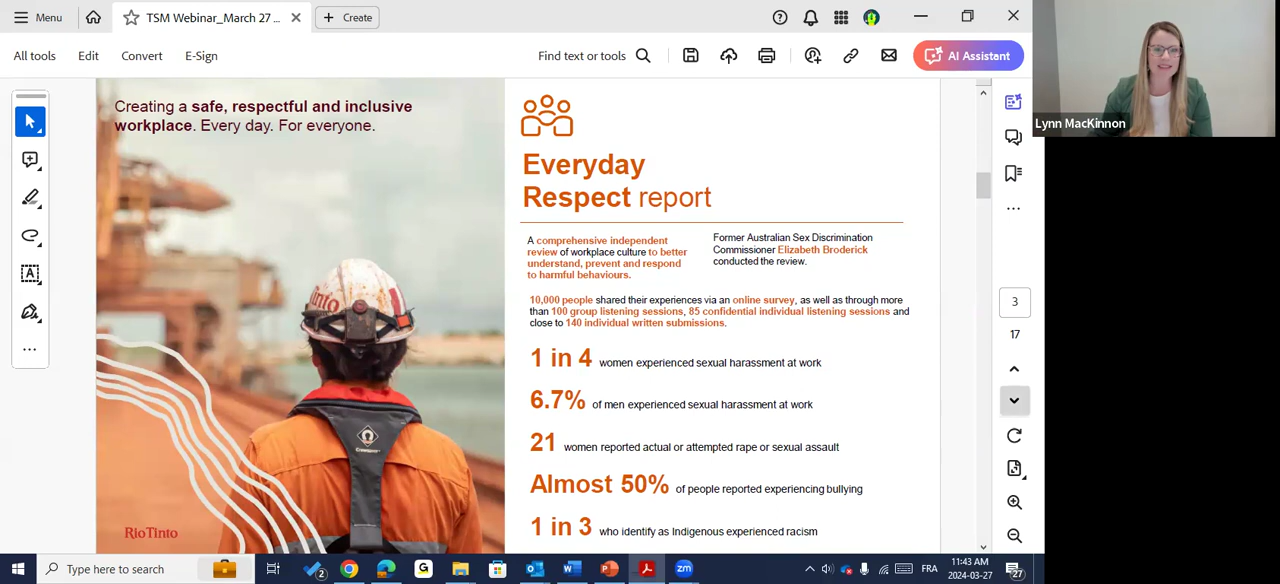 Menu
TSM Webinar_March 27 ...
Create
All tools
Edit
Convert
E-Sign
Find text or tools
AI Assistant
Lynn MacKinnon
Creating a safe, respectful and inclusive
workplace. Every day. For everyone.
Rinto
RioTinto
Everyday
Respect report
A comprehensive independent
review of workplace culture to better
understand, prevent and respond
to harmful behaviours.
Former Australian Sex Discrimination
Commissioner Elizabeth Broderick
conducted the review.
10,000 people shared their experiences via an online survey, as well as through more
than 100 group listening sessions, 85 confidential individual listening sessions and
close to 140 individual written submissions.
1 in 4 women experienced sexual harassment at work
6.7% of men experienced sexual harassment at work
21 women reported actual or attempted rape or sexual assault
Almost 50% of people reported experiencing bullying
1 in 3 who identify as Indigenous experienced racism
3
17
Type here to search
2
FRA
11:43 AM
2024-03-27
27